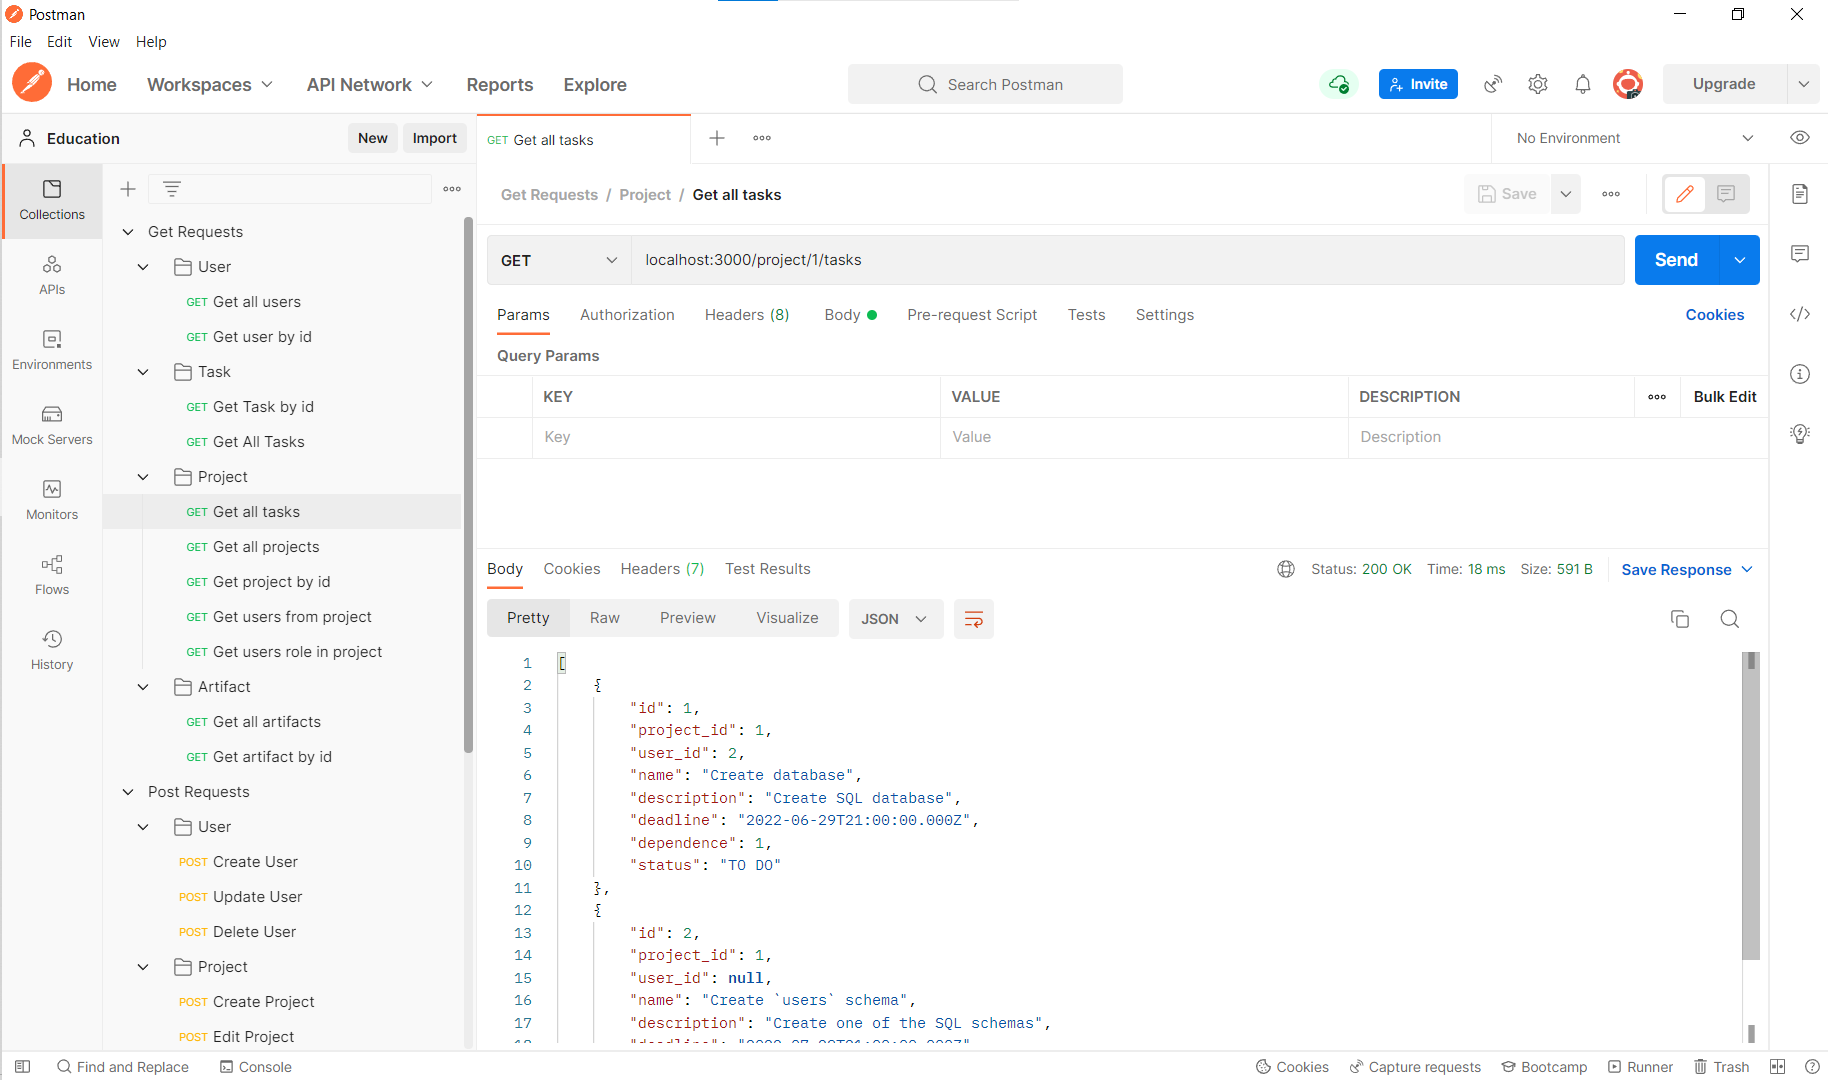 Postman
File Edit View Help
Home Workspaces API Network Reports Explore
Search Postman
Invite
Upgrade
Education
New Import
GET Get all tasks
No Environment
Collections
APIs
Environments
Mock Servers
Monitors
Flows
History
Get Requests
User
GET Get all users
GET Get user by id
Task
GET Get Task by id
GET Get All Tasks
Project
GET Get all tasks
GET Get all projects
GET Get project by id
GET Get users from project
GET Get users role in project
Artifact
GET Get all artifacts
GET Get artifact by id
Post Requests
User
POST Create User
POST Update User
POST Delete User
Project
POST Create Project
POST Edit Project
Get Requests / Project / Get all tasks
Save
GET localhost:3000/project/1/tasks
Send
Params Authorization Headers (8) Body Pre-request Script Tests Settings
Cookies
Query Params
KEY VALUE DESCRIPTION Bulk Edit
Key Value Description
Body Cookies Headers (7) Test Results
Status: 200 OK Time: 18 ms Size: 591 B Save Response
Pretty Raw Preview Visualize JSON
1 [
2 {
3 "id": 1,
4 "project_id": 1,
5 "user_id": 2,
6 "name": "Create database",
7 "description": "Create SQL database",
8 "deadline": "2022-06-29T21:00:00.000Z",
9 "dependence": 1,
10 "status": "TO DO"
11 },
12 {
13 "id": 2,
14 "project_id": 1,
15 "user_id": null,
16 "name": "Create `users` schema",
17 "description": "Create one of the SQL schemas",
Find and Replace Console
Cookies Capture requests Bootcamp Runner Trash